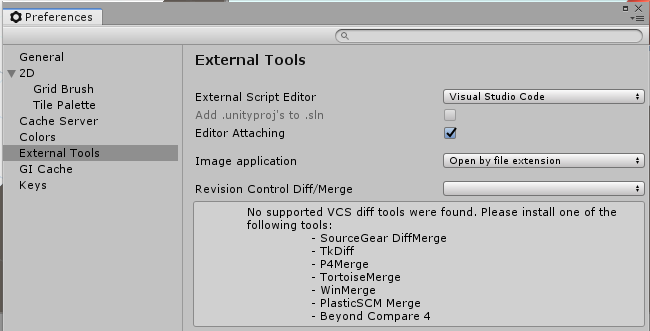 Preferences
General
2D
Grid Brush
Tile Palette
Cache Server
Colors
External Tools
GI Cache
Keys
External Tools
External Script Editor Visual Studio Code
Add .unityproj's to .sln
Editor Attaching
Image application Open by file extension
Revision Control Diff/Merge
No supported VCS diff tools were found. Please install one of the
following tools:
- SourceGear DiffMerge
- TkDiff
- P4Merge
- TortoiseMerge
- WinMerge
- PlasticSCM Merge
- Beyond Compare 4